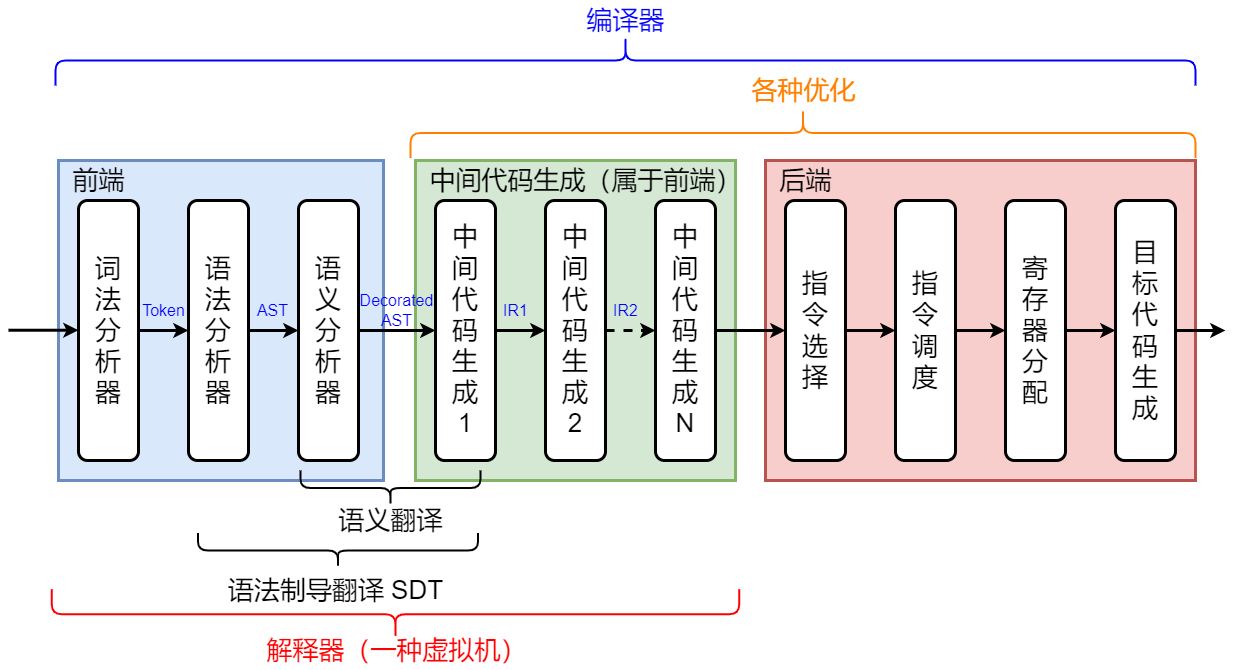 编译器
各种优化
前端
中间代码生成（属于前端）
后端
词法分析器
Token
语法分析器
AST
语义分析器
Decorated
AST
中间代码生成1
IR1
中间代码生成2
IR2
中间代码生成N
指令选择
指令调度
寄存器分配
目标代码生成
语义翻译
语法制导翻译 SDT
解释器（一种虚拟机）